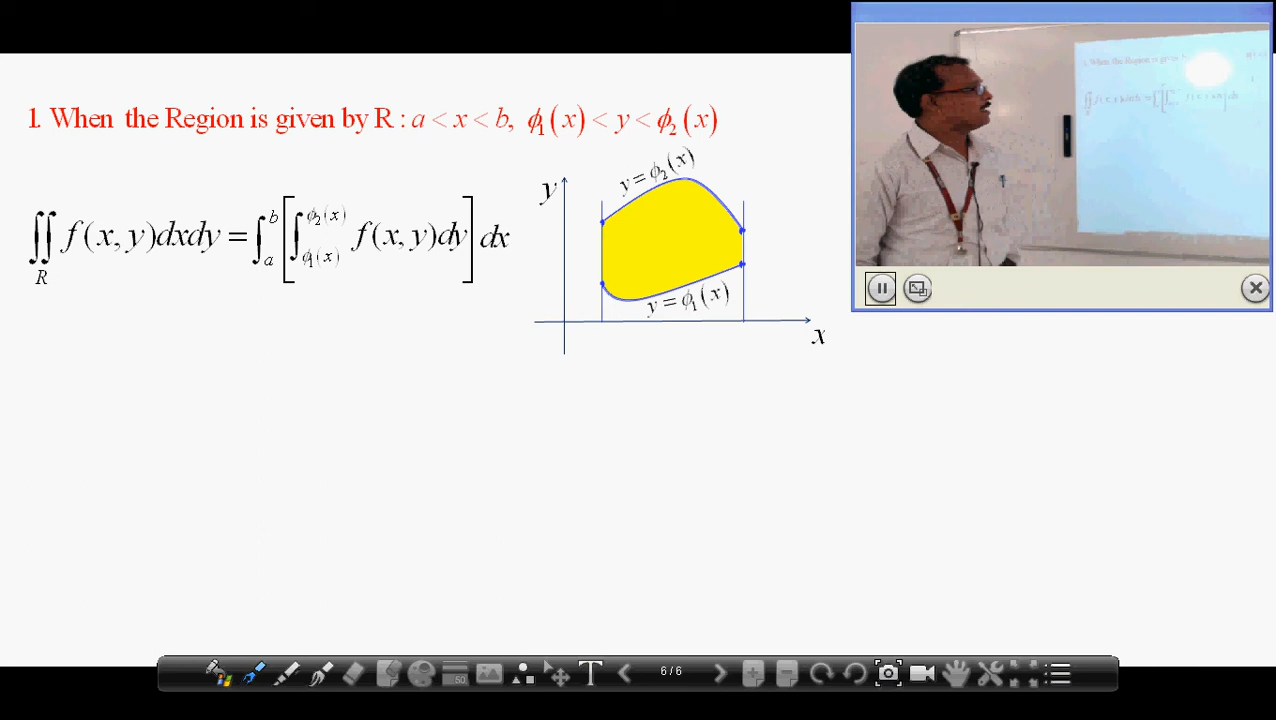 1. When the Region is given by R : a < x < b, ϕ₁(x) < y < ϕ₂(x)
∬_R f(x, y)dxdy = ∫_a^b [∫_{ϕ₁(x)}^{ϕ₂(x)} f(x, y)dy] dx
y
y = ϕ₂(x)
y = ϕ₁(x)
x
50
T
6 / 6